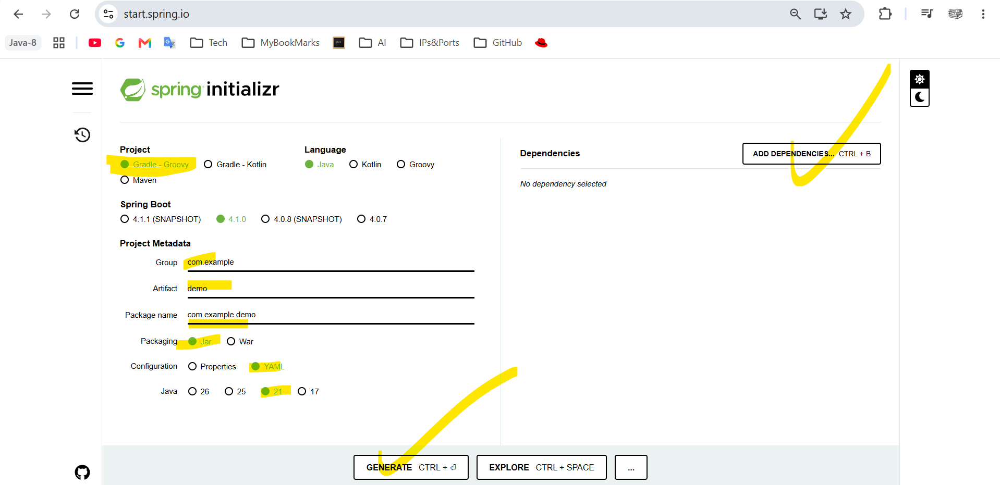 start.spring.io
Java-8 Tech MyBookMarks AI IPs&Ports GitHub
spring initializr
Project
Gradle - Groovy Gradle - Kotlin
Maven
Language
Java Kotlin Groovy
Spring Boot
4.1.1 (SNAPSHOT) 4.1.0 4.0.8 (SNAPSHOT) 4.0.7
Project Metadata
Group com.example
Artifact demo
Package name com.example.demo
Packaging Jar War
Configuration Properties YAML
Java 26 25 21 17
Dependencies ADD DEPENDENCIES... CTRL + B
No dependency selected
GENERATE CTRL + ⏎ EXPLORE CTRL + SPACE ...